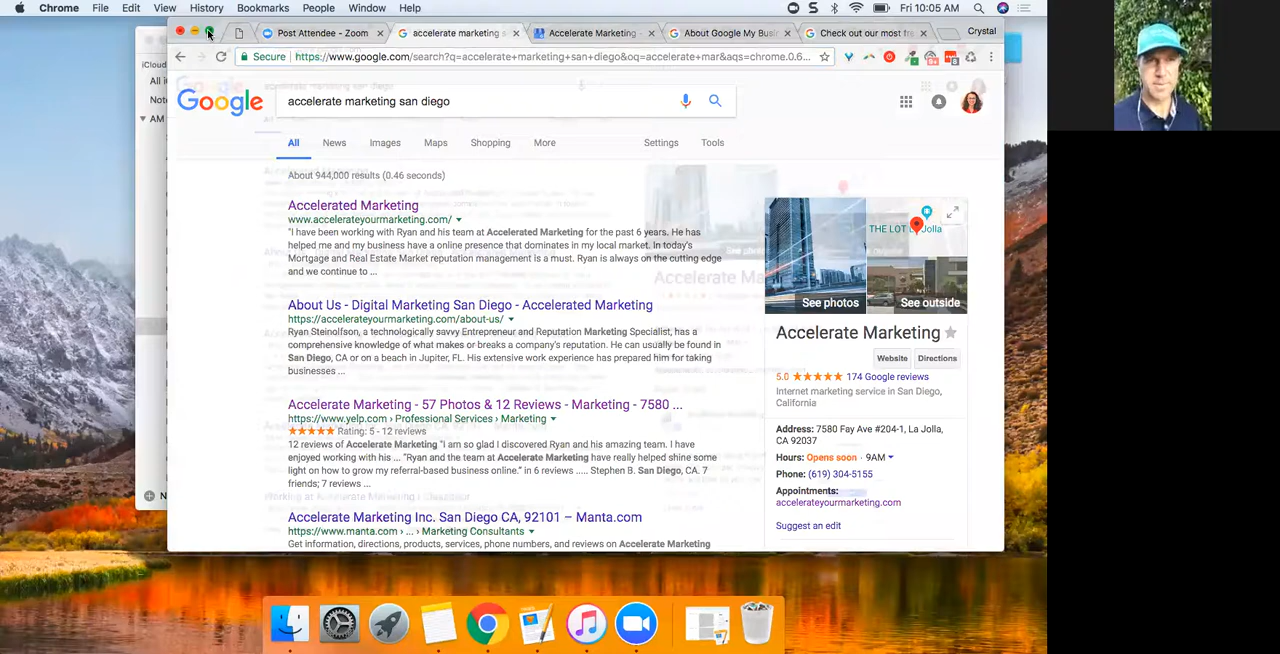 Chrome File Edit View History Bookmarks People Window Help
Fri 10:05 AM
Post Attendee - Zoom
accelerate marketing s
Accelerate Marketing -
About Google My Busi
Check out our most fre
Crystal
Secure
https://www.google.com/search?q=accelerate+marketing+san+diego&oq=accelerate+mar&aqs=chrome.0.6...
iCloud
All i
Note
AM
N
Google
accelerate marketing san diego
All News Images Maps Shopping More Settings Tools
About 944,000 results (0.46 seconds)
Accelerated Marketing
www.accelerateyourmarketing.com/
"I have been working with Ryan and his team at Accelerated Marketing for the past 6 years. He has
helped me and my business have a online presence that dominates in my local market. In today's
Mortgage and Real Estate Market reputation management is a must. Ryan is always on the cutting edge
and we continue to ...
About Us - Digital Marketing San Diego - Accelerated Marketing
https://accelerateyourmarketing.com/about-us/
Ryan Steinolfson, a technologically savvy Entrepreneur and Reputation Marketing Specialist, has a
comprehensive knowledge of what makes or breaks a company's reputation. He can usually be found in
San Diego, CA or on a beach in Jupiter, FL. His extensive work experience has prepared him for taking
businesses ...
Accelerate Marketing - 57 Photos & 12 Reviews - Marketing - 7580 ...
https://www.yelp.com › Professional Services › Marketing
Rating: 5 - 12 reviews
12 reviews of Accelerate Marketing "I am so glad I discovered Ryan and his amazing team. I have
enjoyed working with his ... "Ryan and the team at Accelerate Marketing have really helped shine some
light on how to grow my referral-based business online." in 6 reviews ..... Stephen B. San Diego, CA. 7
friends; 7 reviews ...
Accelerate Marketing Inc. San Diego CA, 92101 – Manta.com
https://www.manta.com › ... › Marketing Consultants
Get information, directions, products, services, phone numbers, and reviews on Accelerate Marketing
THE LOT La Jolla
See photos
See outside
Accelerate Marketing
Website
Directions
5.0 174 Google reviews
Internet marketing service in San Diego,
California
Address: 7580 Fay Ave #204-1, La Jolla,
CA 92037
Hours: Opens soon · 9AM
Phone: (619) 304-5155
Appointments:
accelerateyourmarketing.com
Suggest an edit